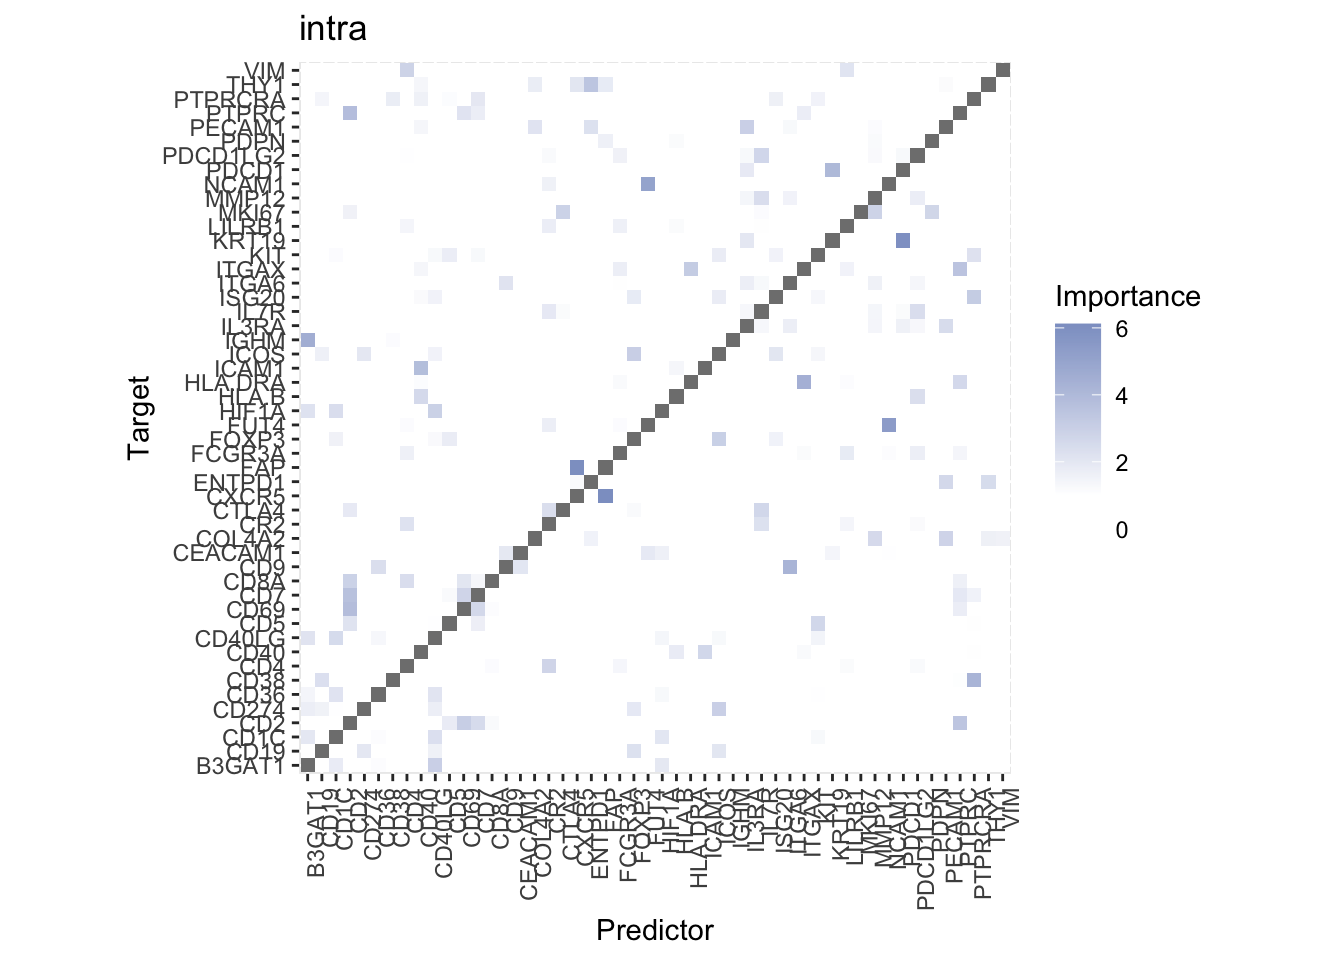 intra
VIM
THY1
PTPRCRA
PTPRC
PECAM1
PDPN
PDCD1LG2
PDCD1
NCAM1
MMP12
MKI67
LILRB1
KRT19
KIT
ITGAX
ITGA6
ISG20
IL7R
IL3RA
IGHM
ICOS
ICAM1
HLA.DRA
HLA.B
HIF1A
FUT4
FOXP3
FCGR3A
FAP
ENTPD1
CXCR5
CTLA4
CR2
COL4A2
CEACAM1
CD9
CD8A
CD7
CD69
CD5
CD40LG
CD40
CD4
CD38
CD36
CD274
CD2
CD1C
CD19
B3GAT1
Target
B3GAT1
CD19
CD1C
CD2
CD274
CD36
CD38
CD4
CD40
CD40LG
CD5
CD69
CD7
CD8A
CD9
CEACAM1
COL4A2
CR2
CTLA4
CXCR5
ENTPD1
FAP
FCGR3A
FOXP3
FUT4
HIF1A
HLA.B
HLA.DRA
ICAM1
ICOS
IGHM
IL3RA
IL7R
ISG20
ITGA6
ITGAX
KIT
KRT19
LILRB1
MKI67
MMP12
NCAM1
PDCD1
PDCD1LG2
PDPN
PECAM1
PTPRC
PTPRCRA
THY1
VIM
Predictor
Importance
6
4
2
0